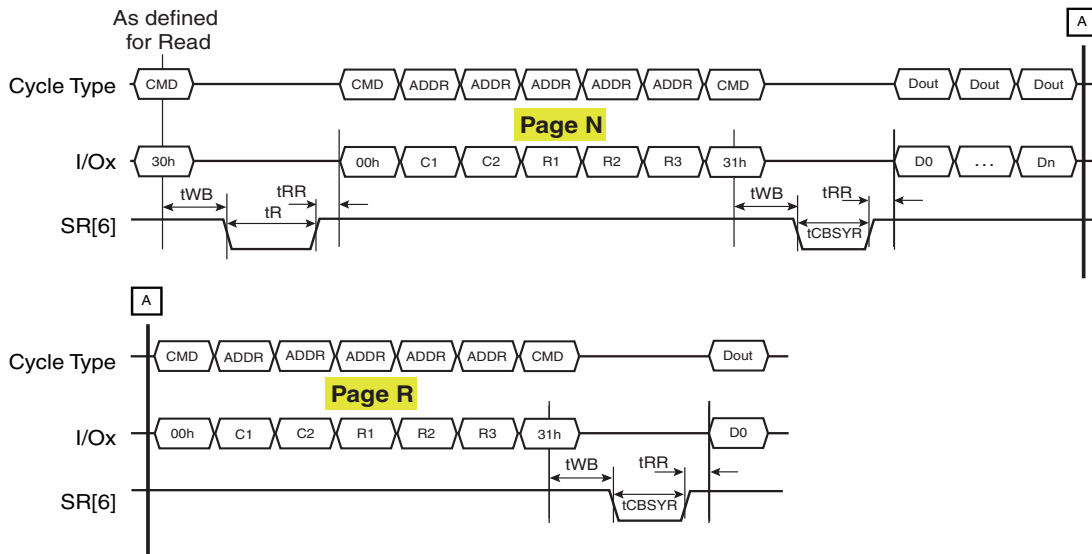 As defined
for Read
A
Cycle Type CMD CMD ADDR ADDR ADDR ADDR ADDR CMD Dout Dout Dout
Page N
I/Ox 30h 00h C1 C2 R1 R2 R3 31h D0 ... Dn
tWB tRR tWB tRR
tR tCBSYR
SR[6]
A
Cycle Type CMD ADDR ADDR ADDR ADDR ADDR CMD Dout
Page R
I/Ox 00h C1 C2 R1 R2 R3 31h D0
tWB tRR
tCBSYR
SR[6]